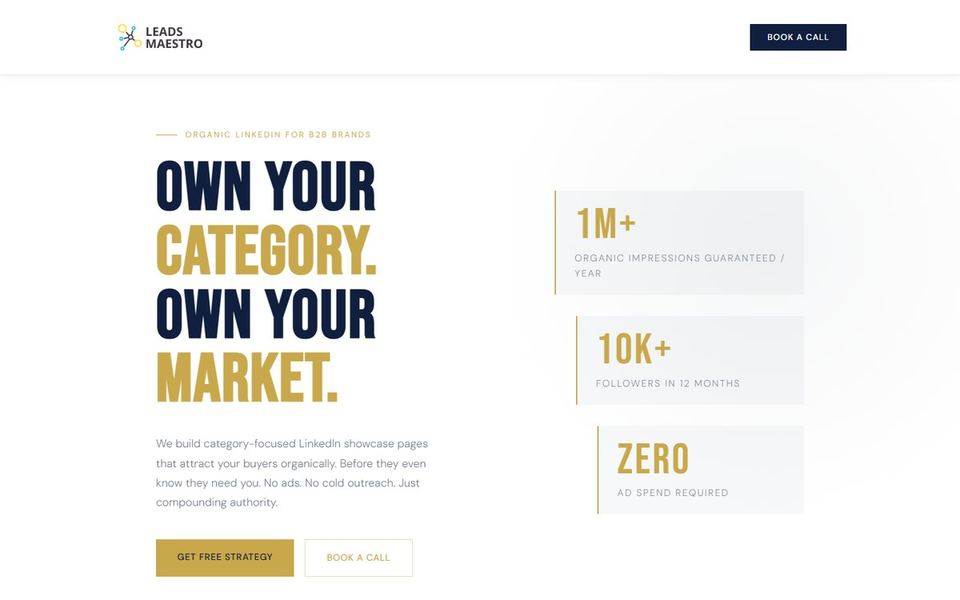 LEADS
MAESTRO
BOOK A CALL
ORGANIC LINKEDIN FOR B2B BRANDS
OWN YOUR
CATEGORY.
OWN YOUR
MARKET.
We build category-focused LinkedIn showcase pages
that attract your buyers organically. Before they even
know they need you. No ads. No cold outreach. Just
compounding authority.
GET FREE STRATEGY
BOOK A CALL
1M+
ORGANIC IMPRESSIONS GUARANTEED /
YEAR
10K+
FOLLOWERS IN 12 MONTHS
ZERO
AD SPEND REQUIRED